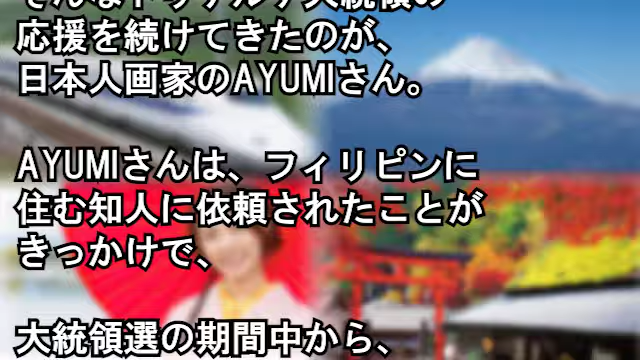 応援を続けてきたのが、
日本人画家のAYUMIさん。
AYUMIさんは、フィリピンに
住む知人に依頼されたことが
きっかけで、
大統領選の期間中から、